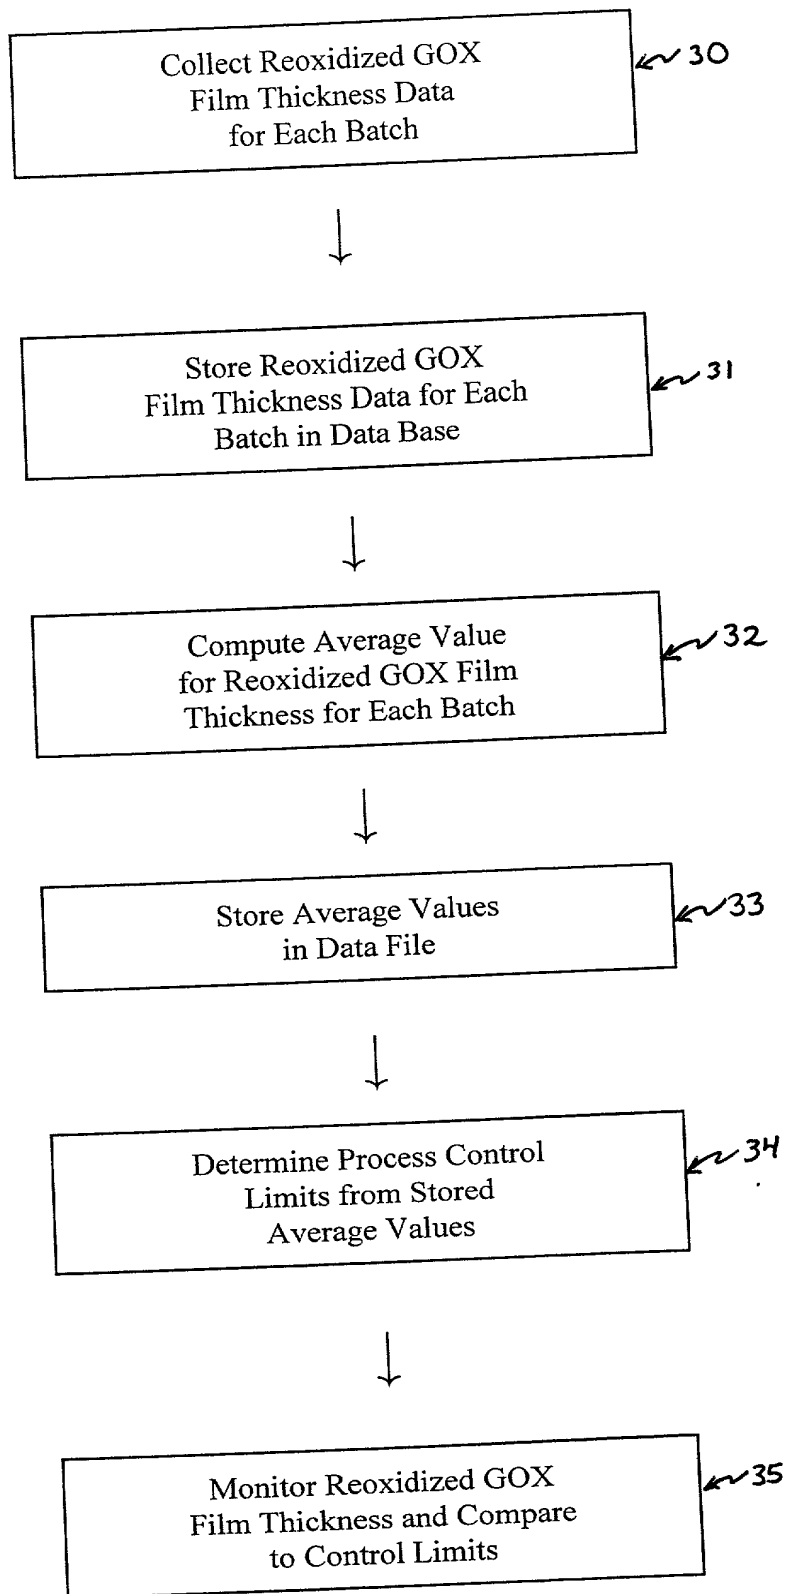 Collect Reoxidized GOX
Film Thickness Data
for Each Batch
30
Store Reoxidized GOX
Film Thickness Data for Each
Batch in Data Base
31
Compute Average Value
for Reoxidized GOX Film
Thickness for Each Batch
32
Store Average Values
in Data File
33
Determine Process Control
Limits from Stored
Average Values
34
Monitor Reoxidized GOX
Film Thickness and Compare
to Control Limits
35